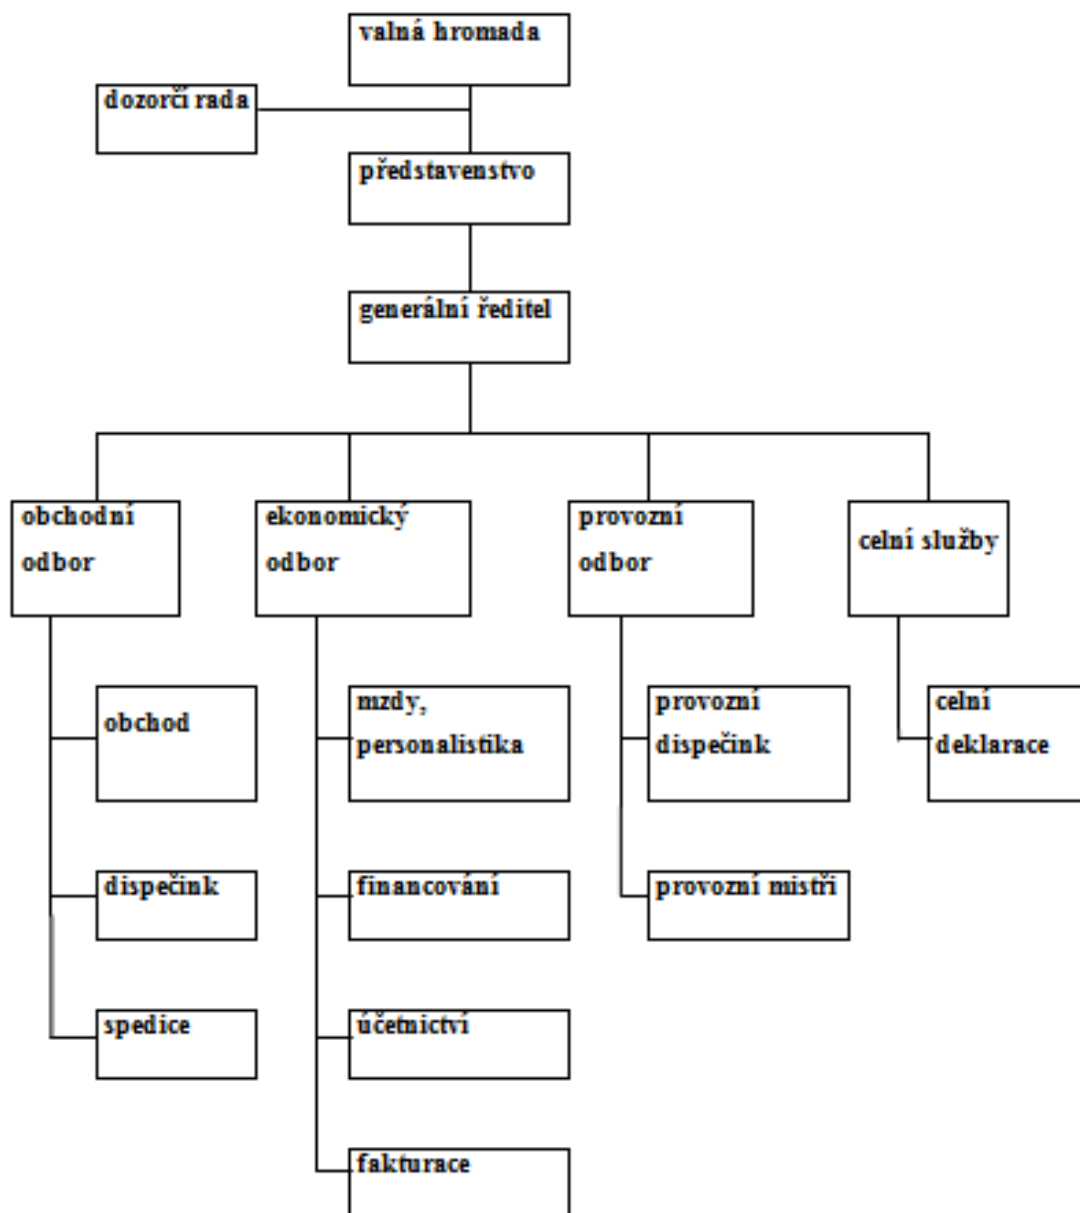 valná hromada
dozorčí rada
představenstvo
generální ředitel
obchodní
odbor
ekonomický
odbor
provozní
odbor
celní služby
obchod
mzdy,
personalistika
provozní
dispečink
celní
deklarace
dispečink
financování
provozní mistři
spedice
účetnictví
fakturace